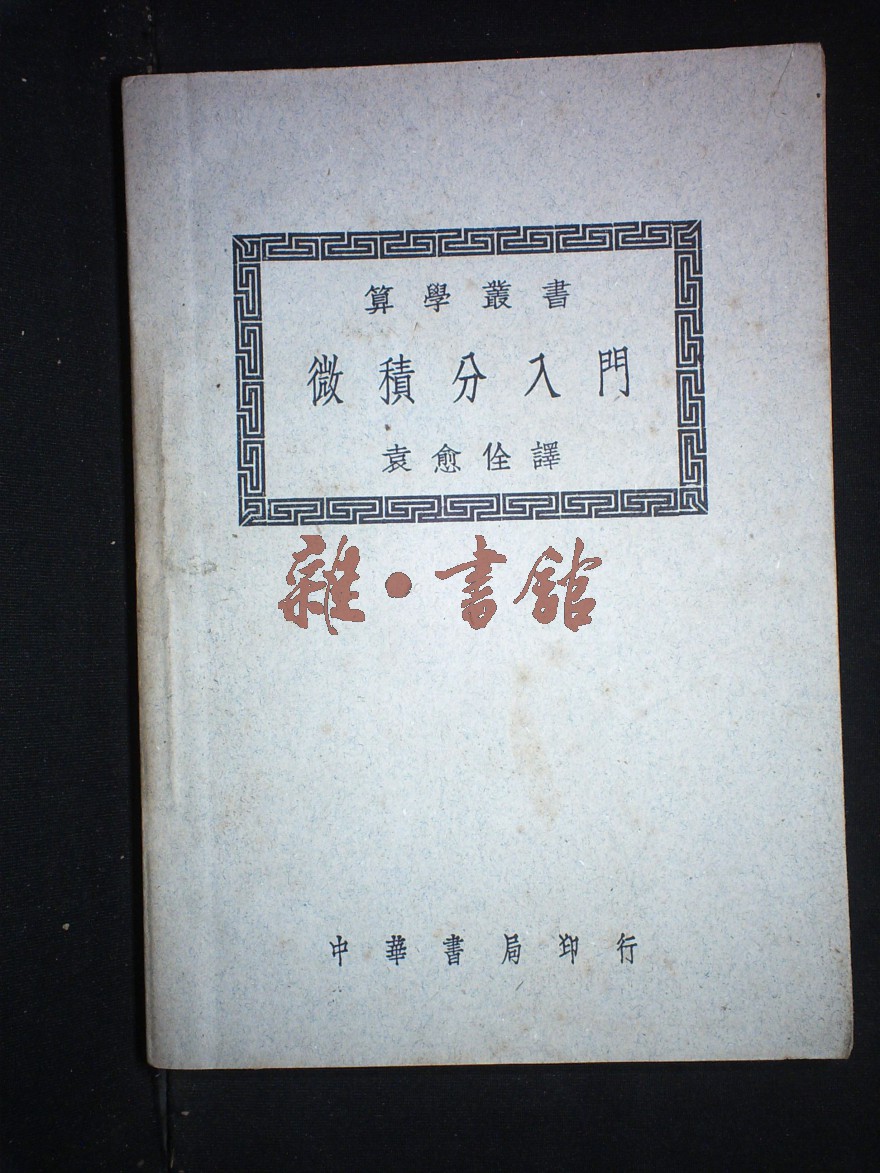 算學叢書
微積分入門
袁愈佺譯
雜·書館
中華書局印行